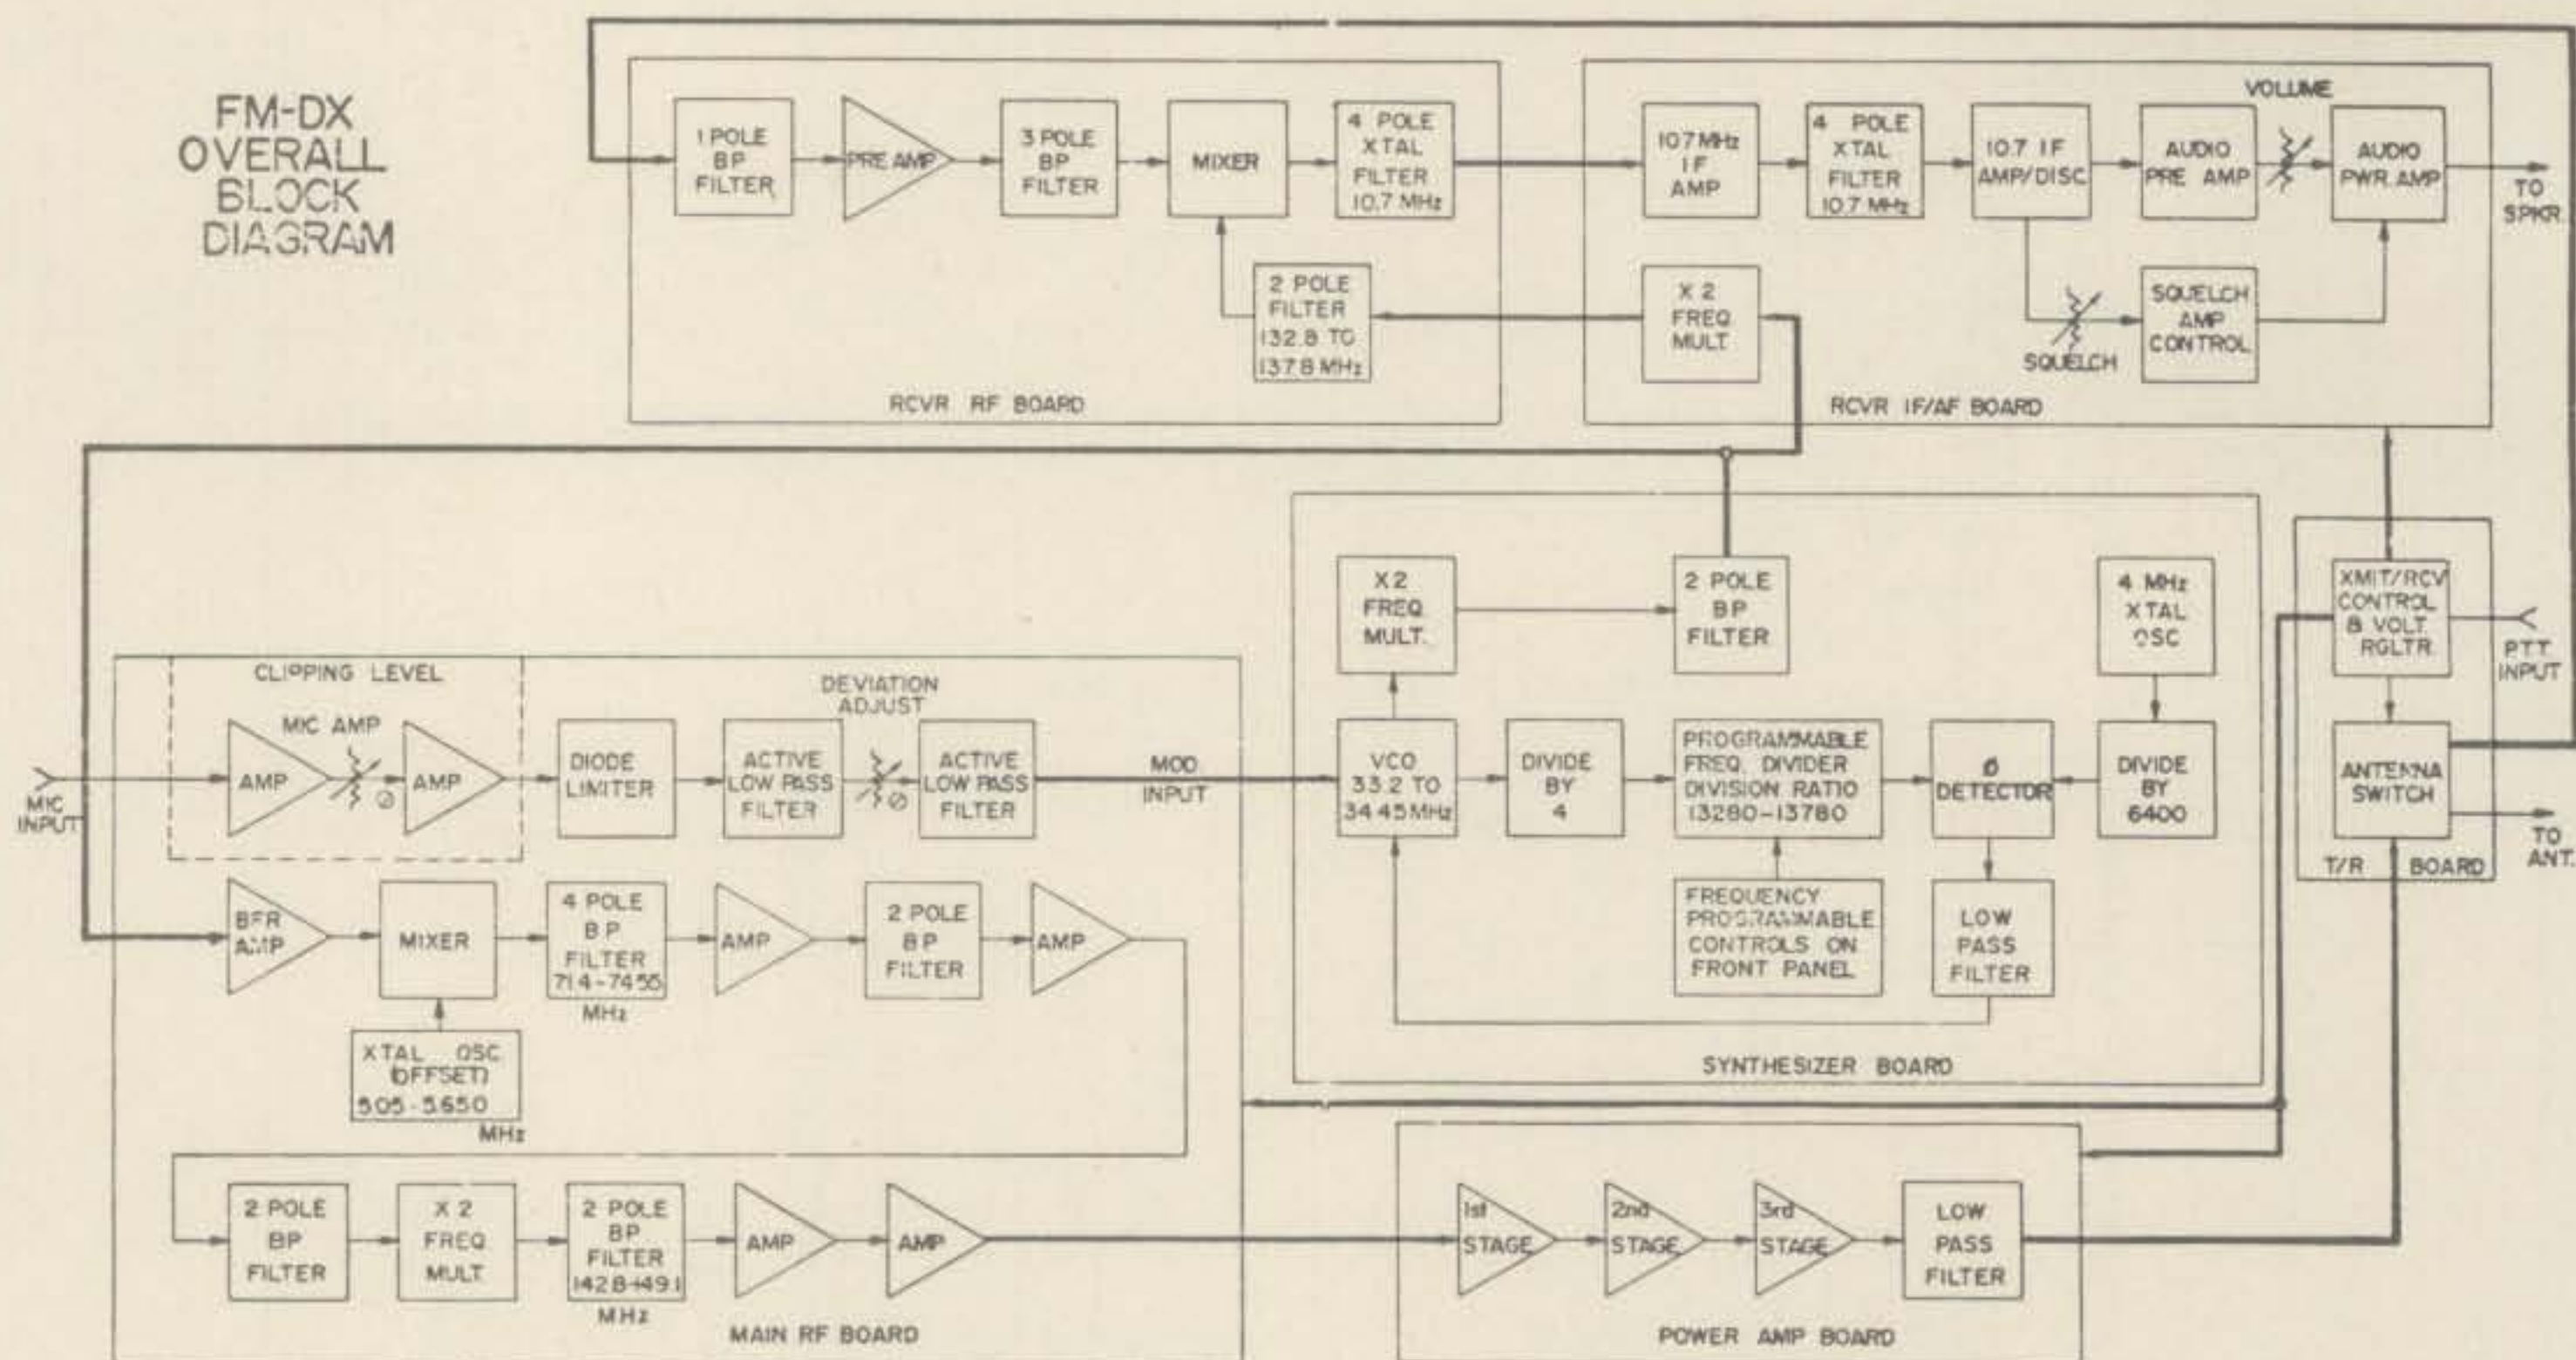 FM-DX
OVERALL
BLOCK
DIAGRAM
1 POLE
BP
FILTER
PRE AMP
3 POLE
BP
FILTER
MIXER
4 POLE
XTAL
FILTER
10.7 MHz
2 POLE
FILTER
132.8 TO
137.8 MHz
RCVR RF BOARD
10.7 MHz
IF
AMP
4 POLE
XTAL
FILTER
10.7 MHz
10.7 IF
AMP/DISC
AUDIO
PRE AMP
VOLUME
AUDIO
PWR. AMP
TO
SPKR.
X 2
FREQ
MULT
SQUELCH
SQUELCH
AMP
CONTROL
RCVR IF/AF BOARD
X2
FREQ.
MULT.
2 POLE
BP
FILTER
4 MHz
XTAL
OSC
VCO
33.2 TO
34.45 MHz
DIVIDE
BY
4
PROGRAMMABLE
FREQ. DIVIDER
DIVISION RATIO
13280-13780
Ø
DETECTOR
DIVIDE
BY
6400
FREQUENCY
PROGRAMMABLE
CONTROLS ON
FRONT PANEL
LOW
PASS
FILTER
SYNTHESIZER BOARD
XMIT/RCV
CONTROL
& VOLT.
RGLTR.
PTT
INPUT
ANTENNA
SWITCH
TO
ANT.
T/R BOARD
CLIPPING LEVEL
MIC AMP
MIC
INPUT
AMP
AMP
DIODE
LIMITER
ACTIVE
LOW PASS
FILTER
DEVIATION
ADJUST
ACTIVE
LOW PASS
FILTER
MOD
INPUT
BFR
AMP
MIXER
4 POLE
BP
FILTER
71.4-74.55
MHz
AMP
2 POLE
BP
FILTER
AMP
XTAL OSC
(OFFSET)
5.05-5.650
MHz
2 POLE
BP
FILTER
X 2
FREQ
MULT
2 POLE
BP
FILTER
142.8-149.1
MHz
AMP
AMP
MAIN RF BOARD
1st
STAGE
2nd
STAGE
3rd
STAGE
LOW
PASS
FILTER
POWER AMP BOARD